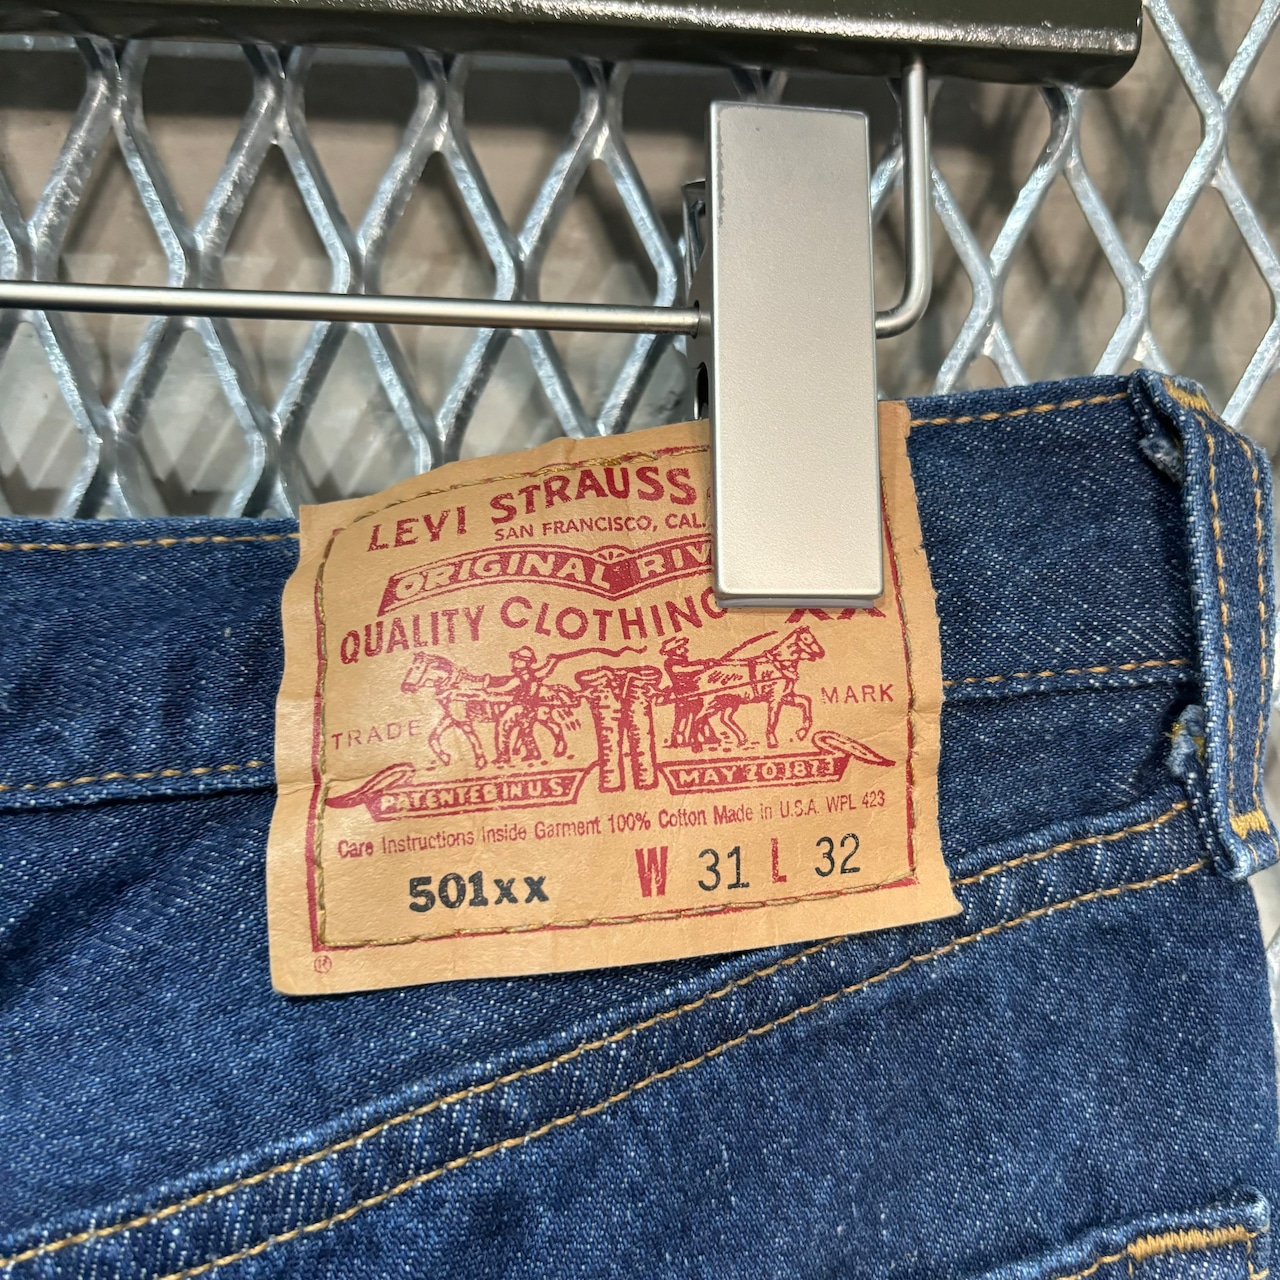 LEVI STRAUSS
SAN FRANCISCO, CAL.
ORIGINAL
QUALITY CLOTHING XX
TRADE MARK
PATENTED IN U.S. MAY 20 1873
Care Instructions Inside Garment 100% Cotton Made in U.S.A. WPL 423
501xx W 31 L 32
®